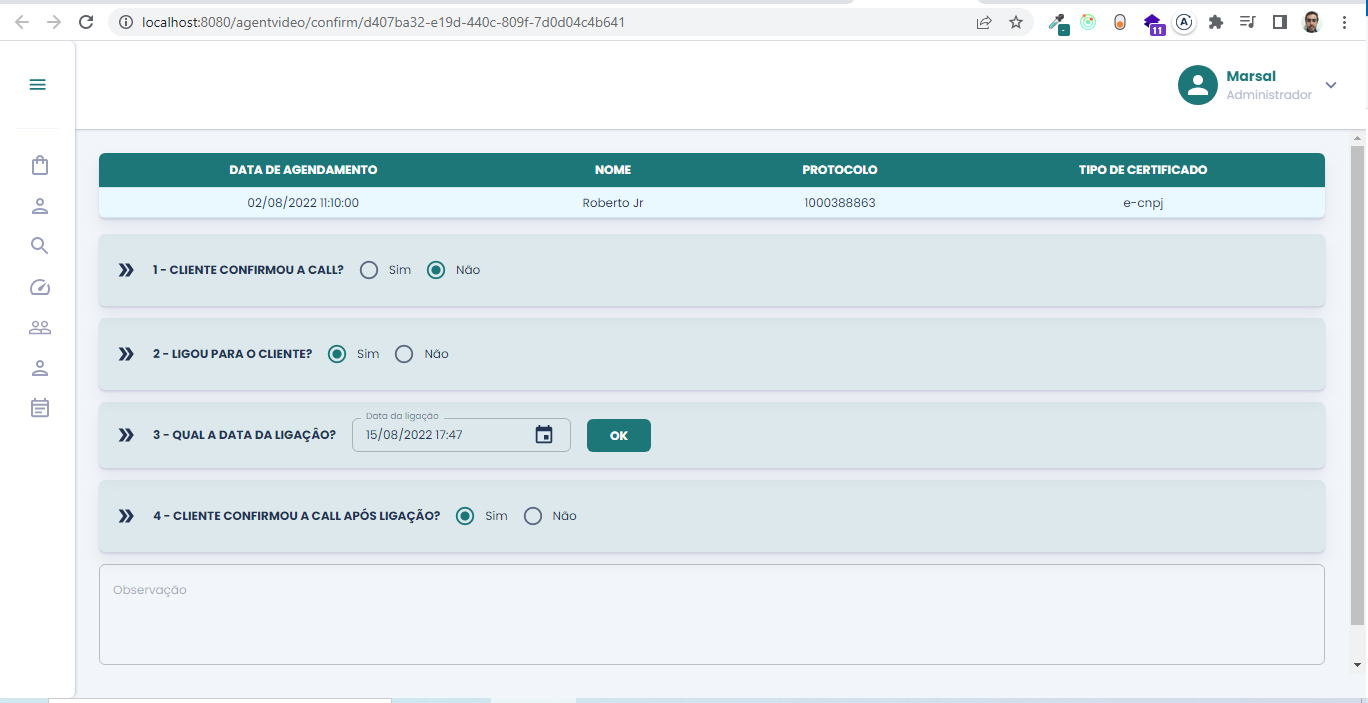 localhost:8080/agentvideo/confirm/d407ba32-e19d-440c-809f-7d0d04c4b641
11
Marsal
Administrador
DATA DE AGENDAMENTO NOME PROTOCOLO TIPO DE CERTIFICADO
02/08/2022 11:10:00 Roberto Jr 1000388863 e-cnpj
1 - CLIENTE CONFIRMOU A CALL? Sim Não
2 - LIGOU PARA O CLIENTE? Sim Não
Data da ligação
3 - QUAL A DATA DA LIGAÇÃO? 15/08/2022 17:47 OK
4 - CLIENTE CONFIRMOU A CALL APÓS LIGAÇÃO? Sim Não
Observação